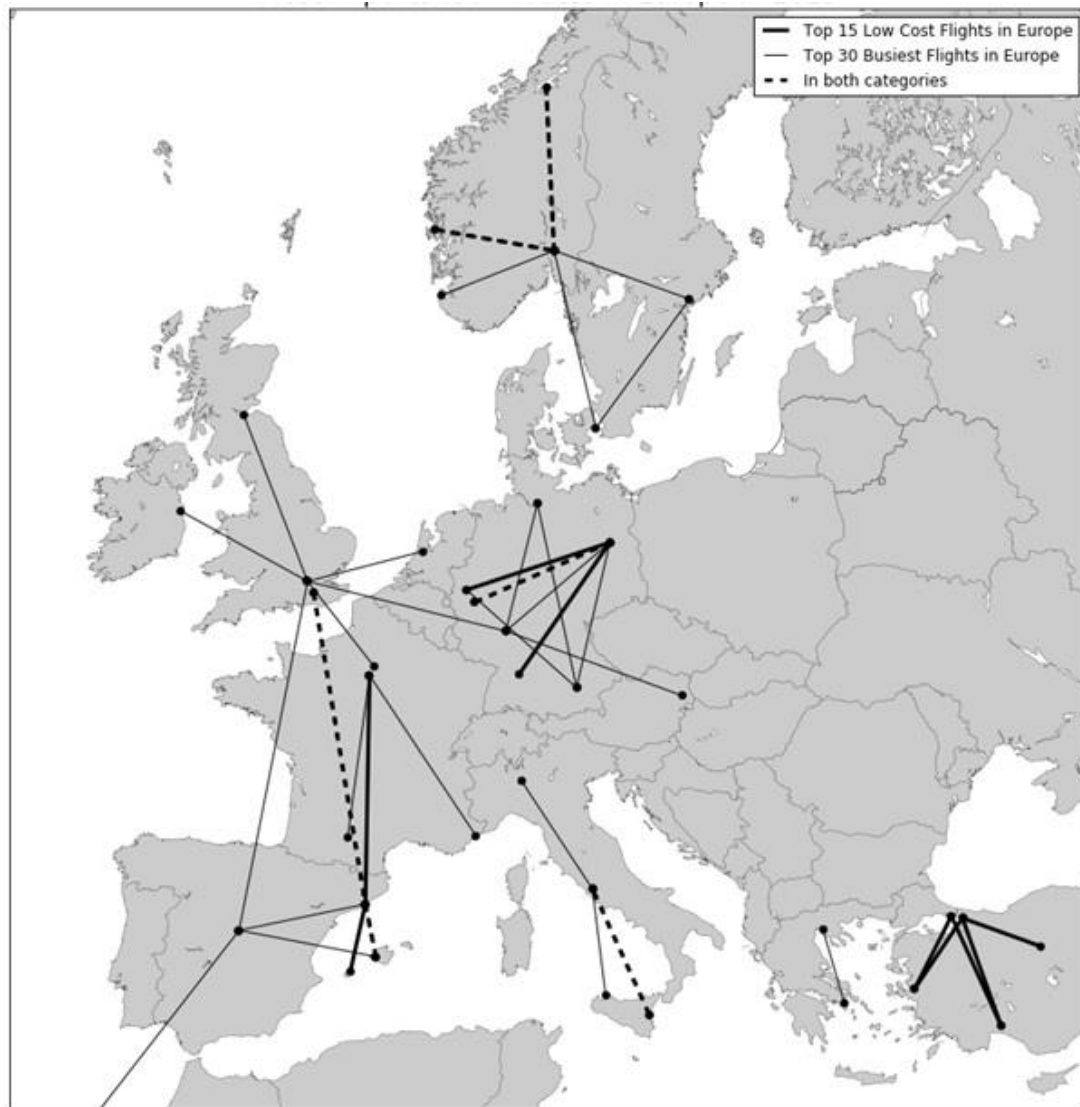 Top 15 Low Cost Flights in Europe
Top 30 Busiest Flights in Europe
In both categories